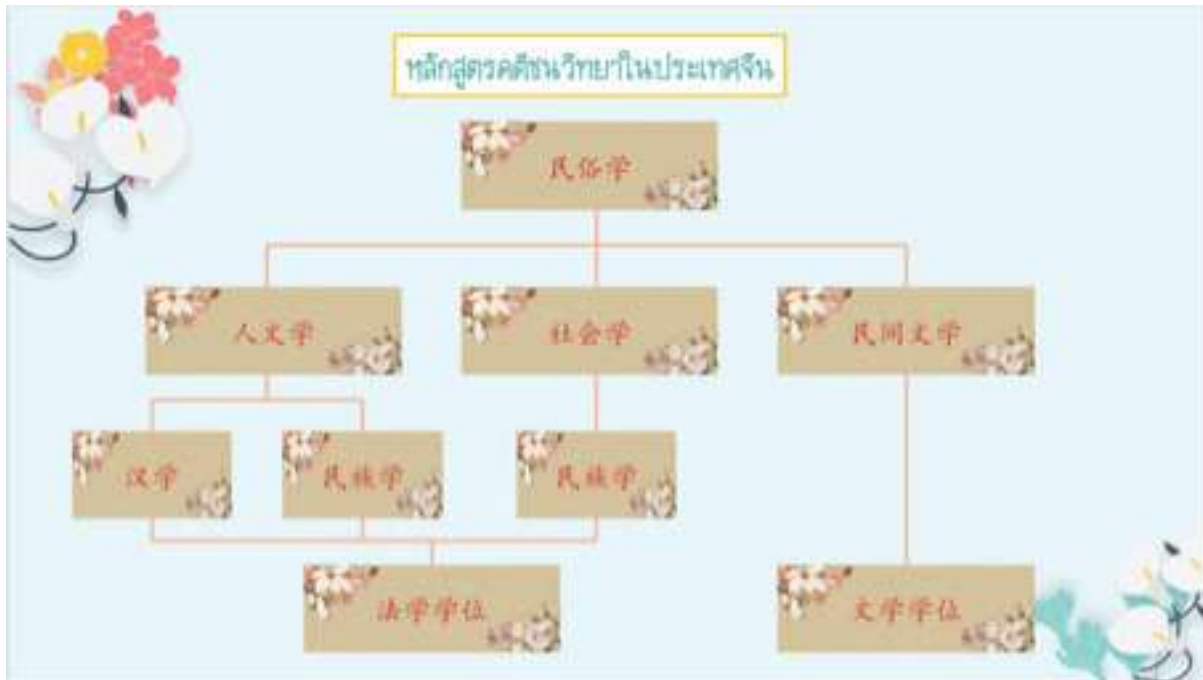 หลักสูตรคติชนวิทยาในประเทศจีน
民俗学
人文学
社会学
民间文学
汉学
民族学
民族学
法学学位
文学学位